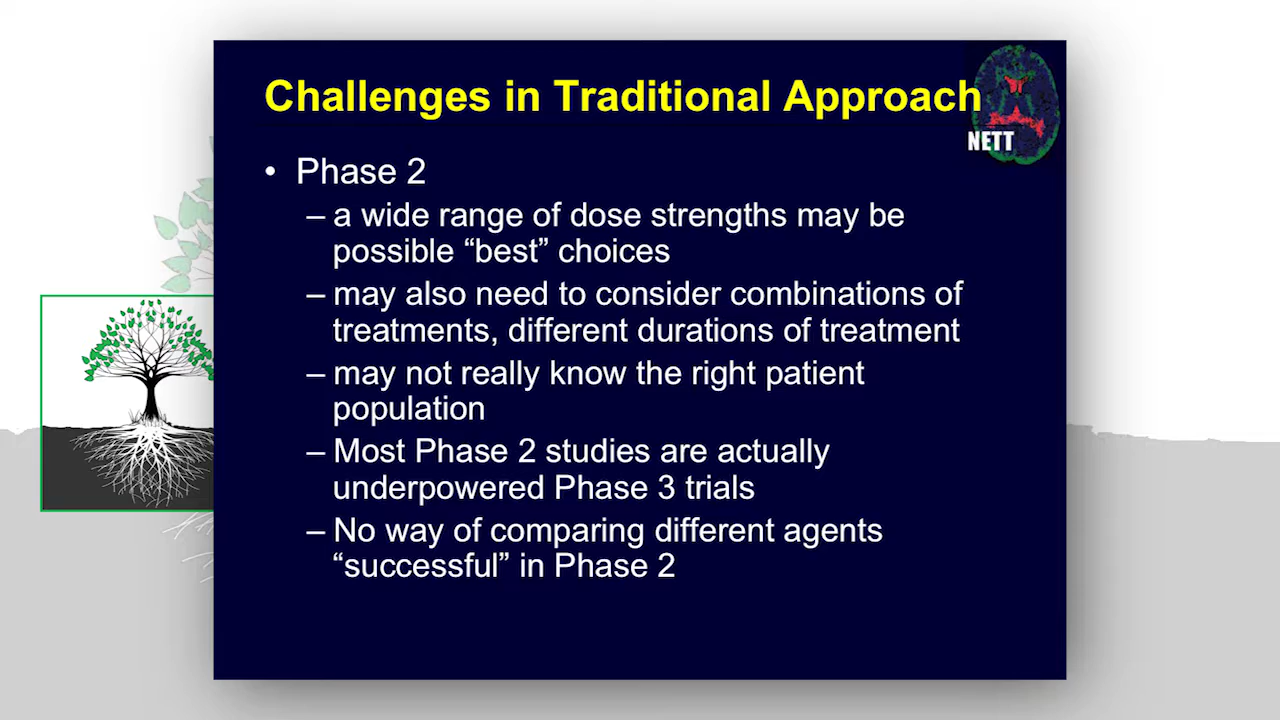 Challenges in Traditional Approach
NETT
• Phase 2
– a wide range of dose strengths may be
possible “best” choices
– may also need to consider combinations of
treatments, different durations of treatment
– may not really know the right patient
population
– Most Phase 2 studies are actually
underpowered Phase 3 trials
– No way of comparing different agents
“successful” in Phase 2